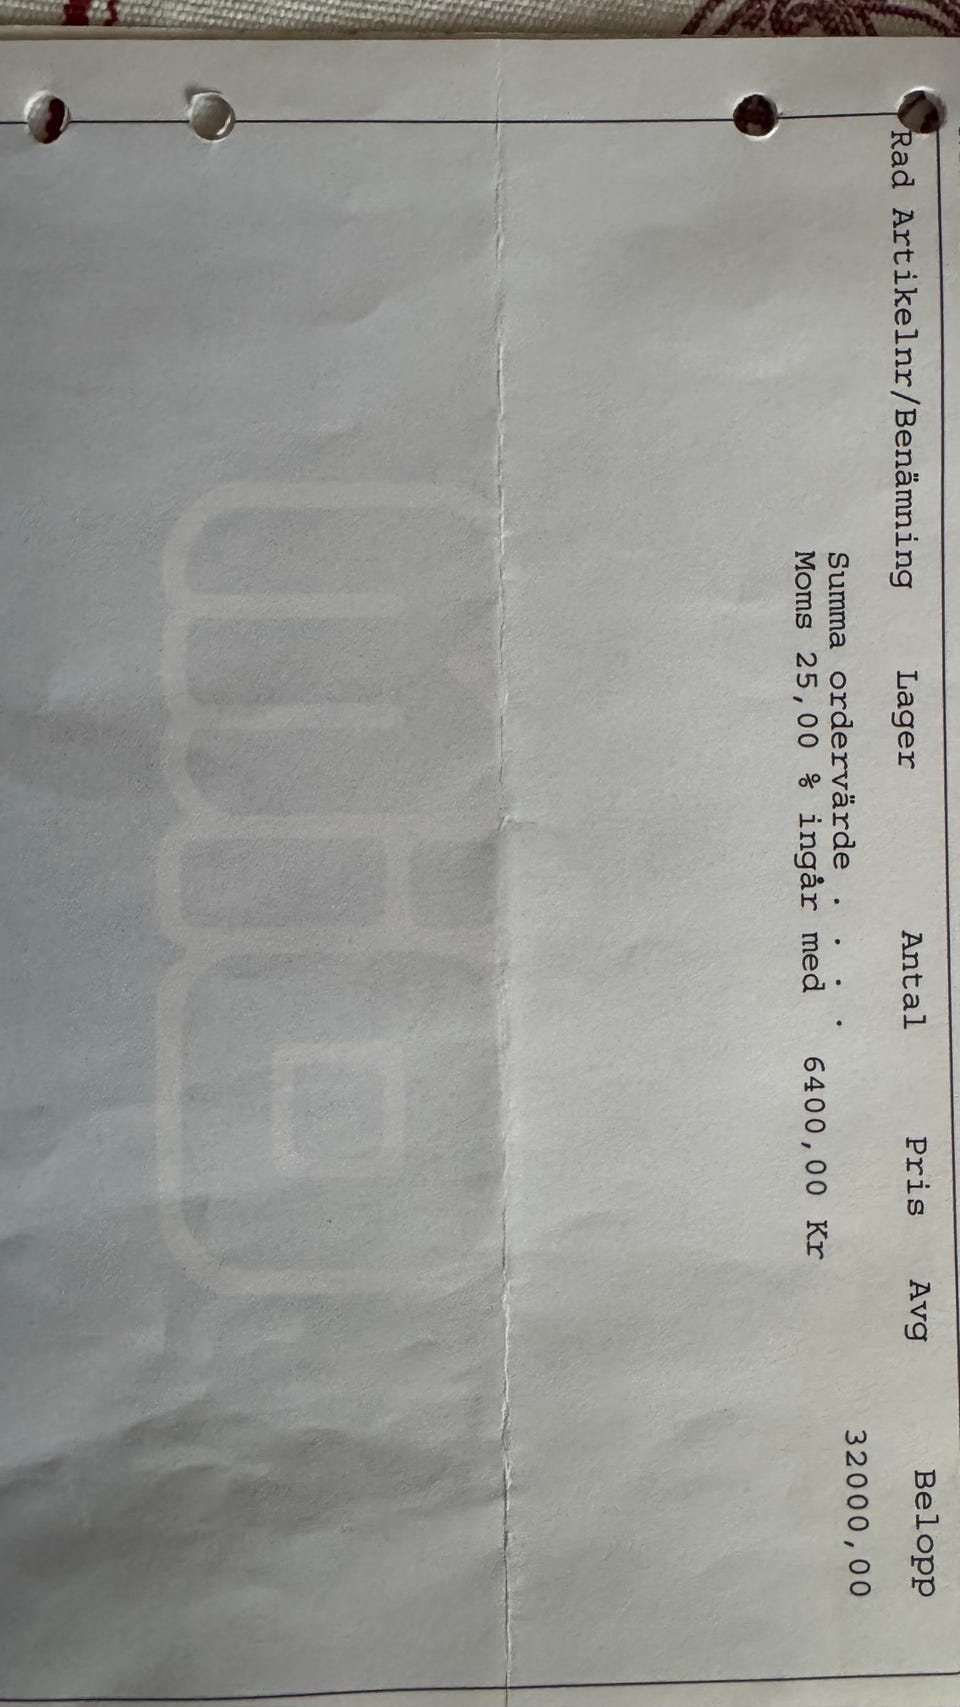 Rad Artikelnr/Benämning Lager Antal Pris Avg Belopp
Summa ordervärde . . . . 32000,00
Moms 25,00 % ingår med 6400,00 Kr